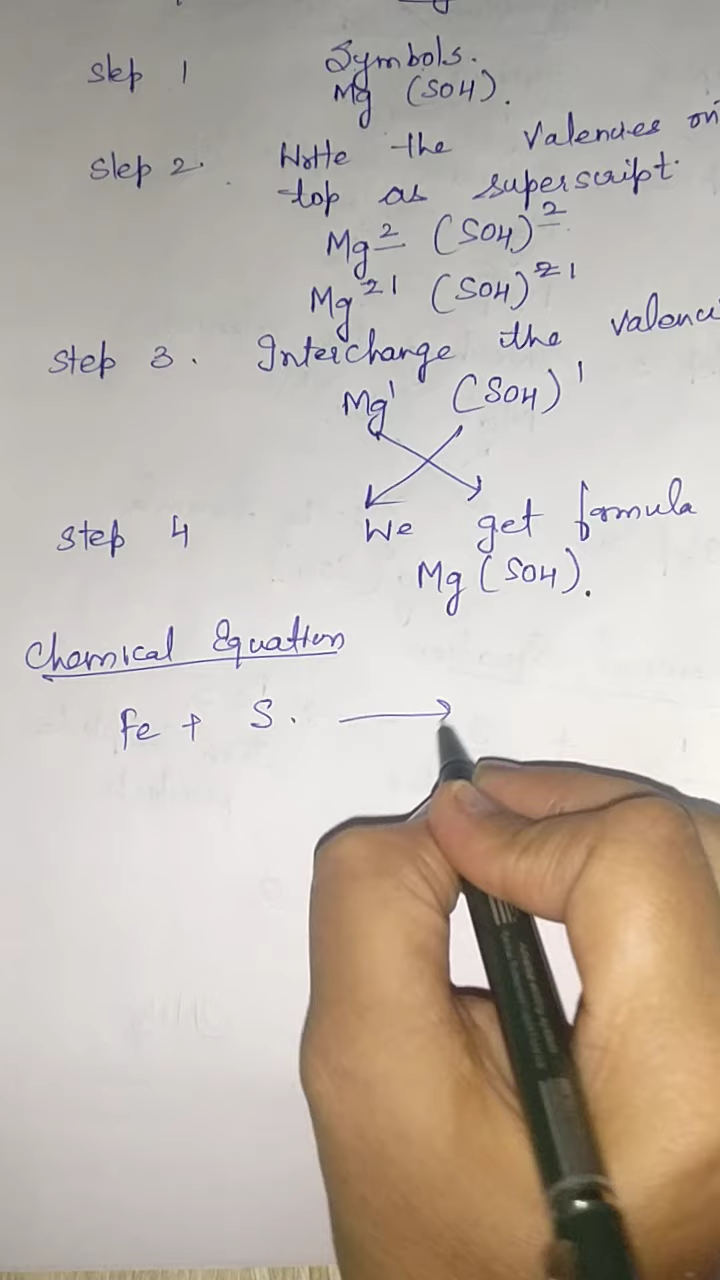 Step 1 Symbols.
Mg (SO4).
Step 2. Write the Valencies on
top as superscript.
Mg2 (SO4)2
Mg21 (SO4)21
Step 3. Interchange the
Mg1 (SO4)1
Step 4 We get formula
Mg (SO4).
Chemical Equation
Fe + S. →